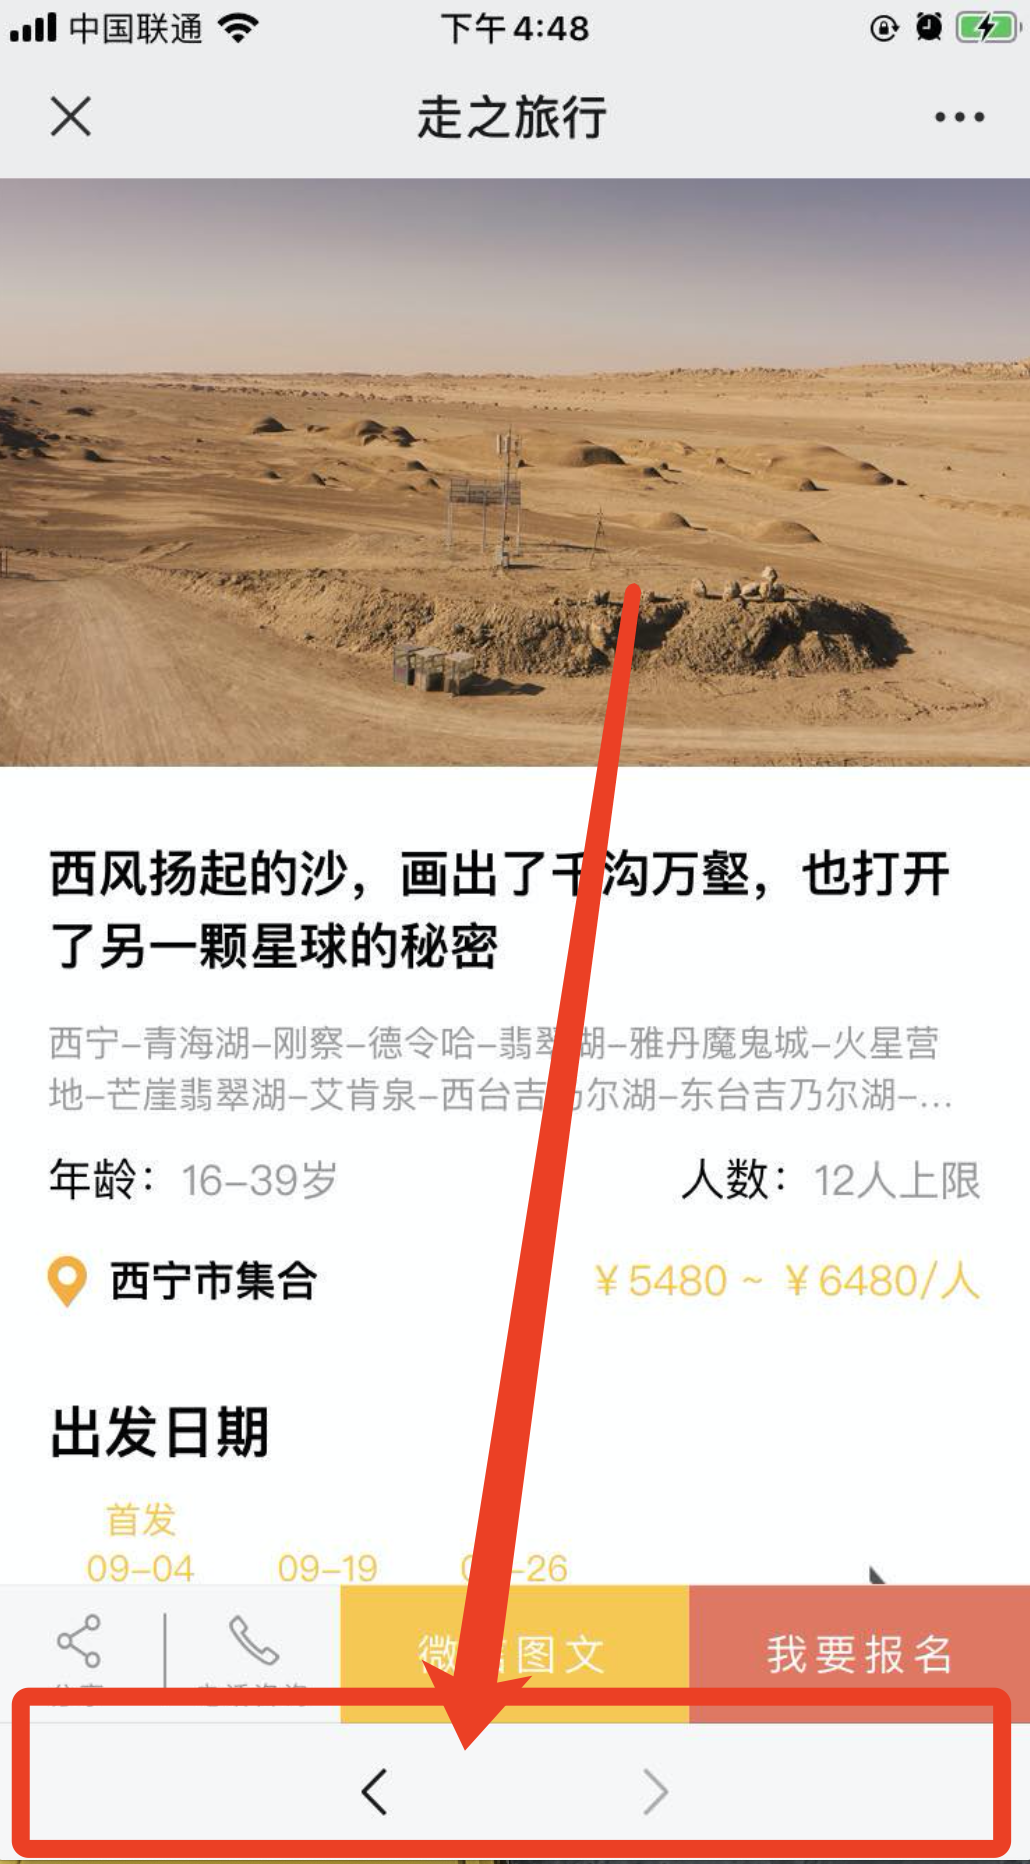 中国联通
下午4:48
走之旅行
西风扬起的沙，画出了千沟万壑，也打开
了另一颗星球的秘密
西宁–青海湖–刚察–德令哈–翡翠湖–雅丹魔鬼城–火星营
地–芒崖翡翠湖–艾肯泉–西台吉乃尔湖–东台吉乃尔湖–...
年龄：16–39岁
人数：12人上限
西宁市集合
¥5480 ~ ¥6480/人
出发日期
首发
09–04
09–19
–26
微信图文
我要报名